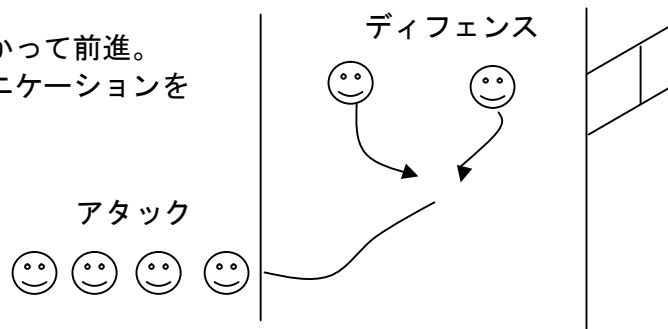 かって前進。
ニケーションを
ディフェンス
アタック